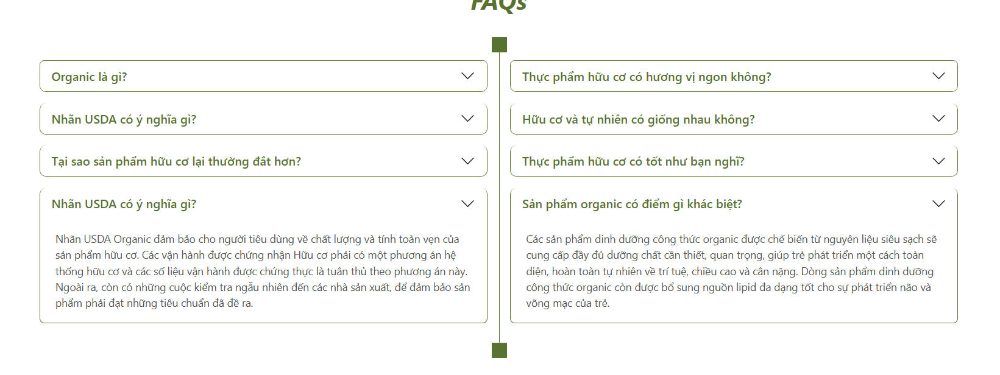 FAQs
Organic là gì?
Nhãn USDA có ý nghĩa gì?
Tại sao sản phẩm hữu cơ lại thường đắt hơn?
Nhãn USDA có ý nghĩa gì?
Nhãn USDA Organic đảm bảo cho người tiêu dùng về chất lượng và tính toàn vẹn của
sản phẩm hữu cơ. Các vận hành được chứng nhận Hữu cơ phải có một phương án hệ
thống hữu cơ và các số liệu vận hành được chứng thực là tuân thủ theo phương án này.
Ngoài ra, còn có những cuộc kiểm tra ngẫu nhiên đến các nhà sản xuất, để đảm bảo sản
phẩm phải đạt những tiêu chuẩn đã đề ra.
Thực phẩm hữu cơ có hương vị ngon không?
Hữu cơ và tự nhiên có giống nhau không?
Thực phẩm hữu cơ có tốt như bạn nghĩ?
Sản phẩm organic có điểm gì khác biệt?
Các sản phẩm dinh dưỡng công thức organic được chế biến từ nguyên liệu siêu sạch sẽ
cung cấp đầy đủ dưỡng chất cần thiết, quan trọng, giúp trẻ phát triển một cách toàn
diện, hoàn toàn tự nhiên về trí tuệ, chiều cao và cân nặng. Dòng sản phẩm dinh dưỡng
công thức organic còn được bổ sung nguồn lipid đa dạng tốt cho sự phát triển não và
võng mạc của trẻ.